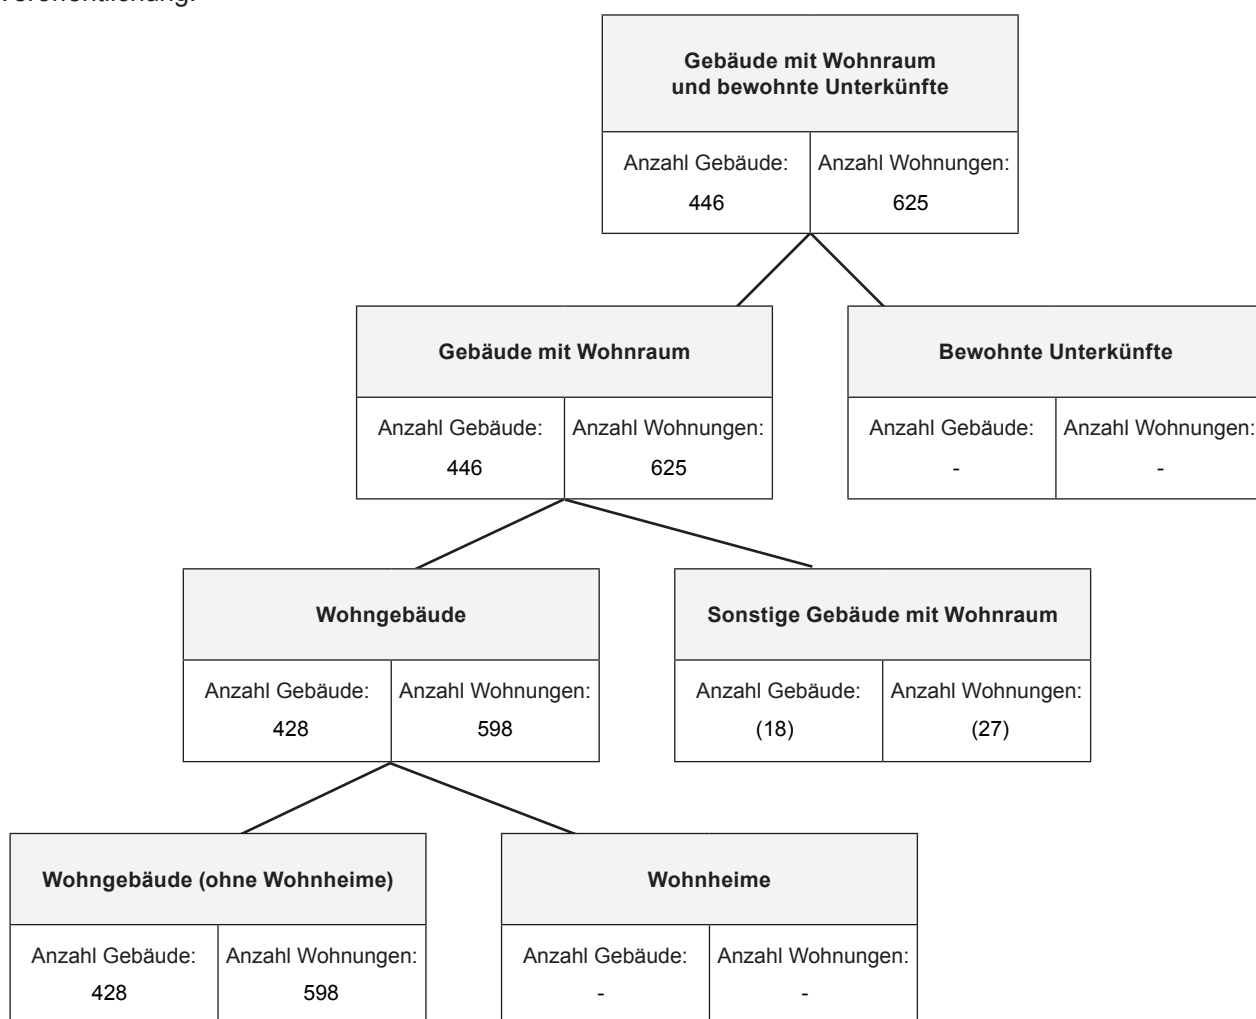 Veröffentlichung.
Gebäude mit Wohnraum
und bewohnte Unterkünfte
Anzahl Gebäude: Anzahl Wohnungen:
446 625
Gebäude mit Wohnraum
Anzahl Gebäude: Anzahl Wohnungen:
446 625
Bewohnte Unterkünfte
Anzahl Gebäude: Anzahl Wohnungen:
- -
Wohngebäude
Anzahl Gebäude: Anzahl Wohnungen:
428 598
Sonstige Gebäude mit Wohnraum
Anzahl Gebäude: Anzahl Wohnungen:
(18) (27)
Wohngebäude (ohne Wohnheime)
Anzahl Gebäude: Anzahl Wohnungen:
428 598
Wohnheime
Anzahl Gebäude: Anzahl Wohnungen:
- -